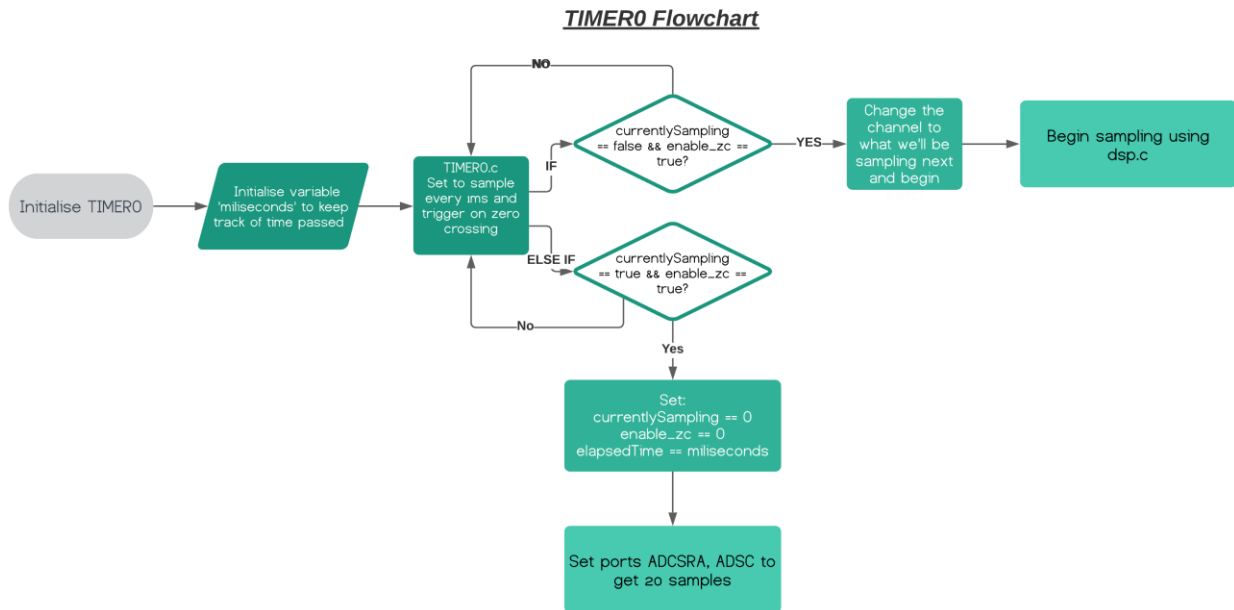 TIMER0 Flowchart
NO
currentlySampling
== false && enable_zc ==
true?
YES
Change the
channel to
what we'll be
sampling next
and begin
Begin sampling using
dsp.c
Initialise TIMER0
Initialise variable
'miliseconds' to keep
track of time passed
TIMER0.c
Set to sample
every 1ms and
trigger on zero
crossing
IF
ELSE IF
currentlySampling
== true && enable_zc ==
true?
No
Yes
Set:
currentlySampling == 0
enable_zc == 0
elapsedTime == miliseconds
Set ports ADCSRA, ADSC to
get 20 samples